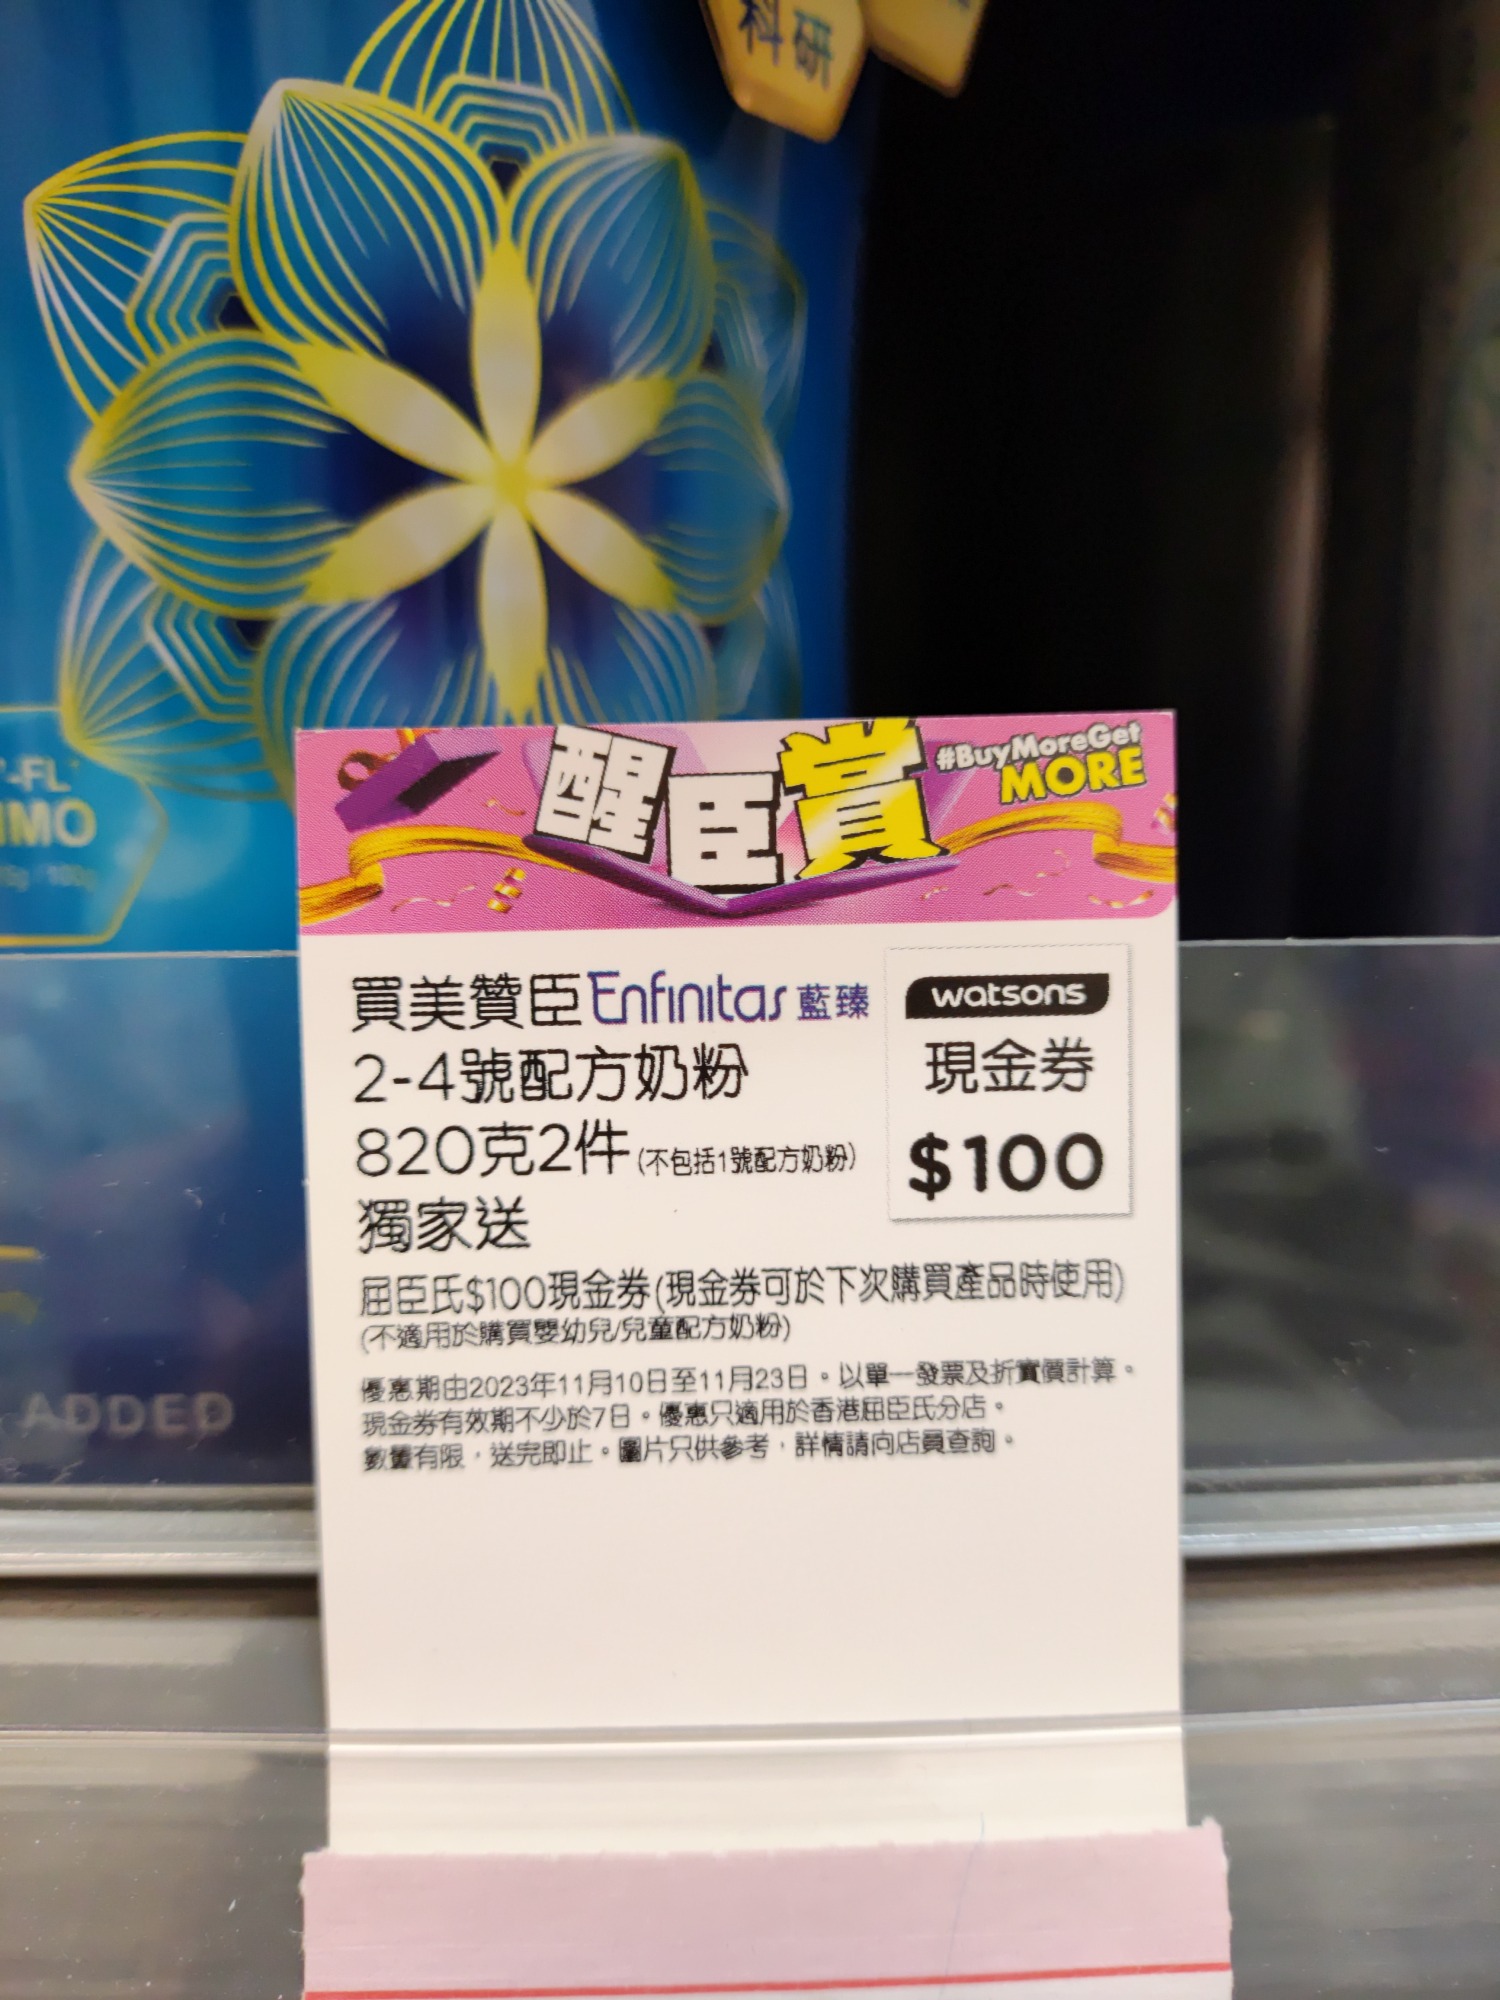 科研
-FL
IMO
ADDED
醒臣賞
#BuyMoreGet
MORE
買美贊臣Enfinitas藍臻
2-4號配方奶粉
820克2件(不包括1號配方奶粉)
獨家送
watsons
現金券
$100
屈臣氏$100現金券(現金券可於下次購買產品時使用)
(不適用於購買嬰幼兒/兒童配方奶粉)
優惠期由2023年11月10日至11月23日。以單一發票及折實價計算。
現金券有效期不少於7日。優惠只適用於香港屈臣氏分店。
數量有限,送完即止。圖片只供參考,詳情請向店員查詢。